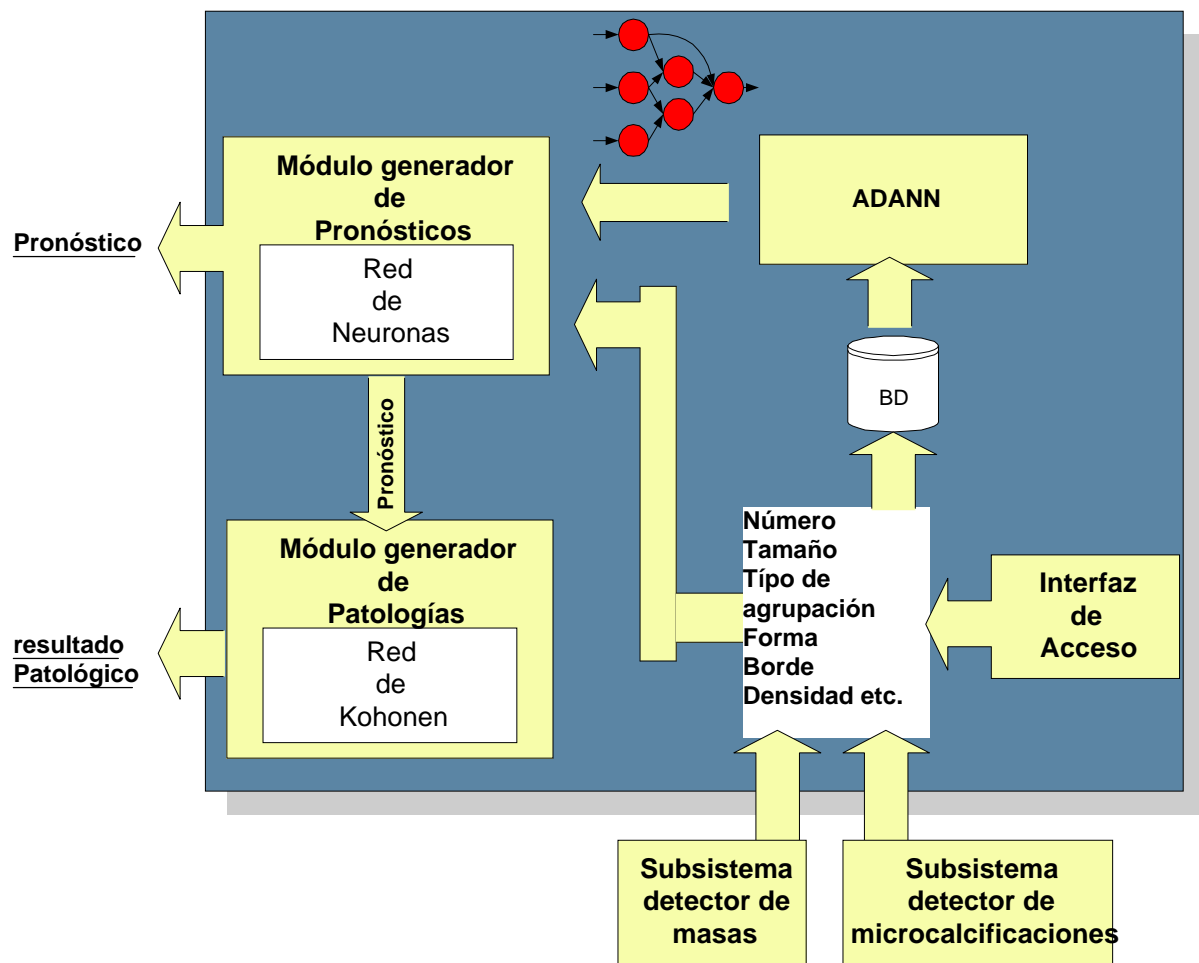 Módulo generador
de
Pronósticos
Red
de
Neuronas
ADANN
Pronóstico
BD
Pronóstico
Número
Tamaño
Típo de
agrupación
Forma
Borde
Densidad etc.
Interfaz
de
Acceso
Módulo generador
de
Patologías
Red
de
Kohonen
resultado
Patológico
Subsistema
detector de
masas
Subsistema
detector de
microcalcificaciones